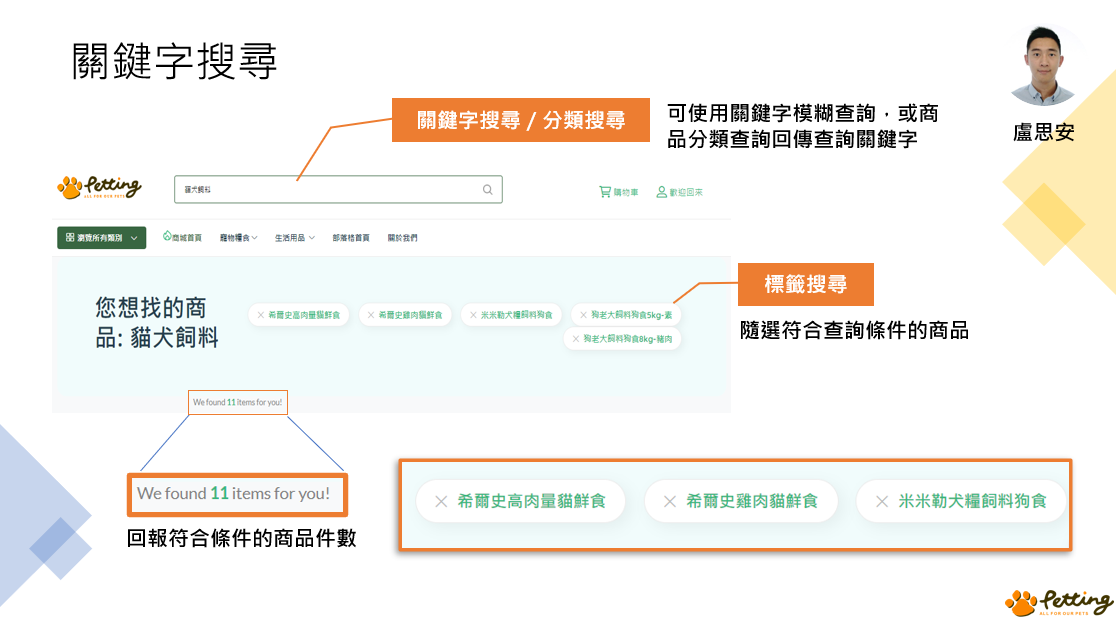 關鍵字搜尋
盧思安
關鍵字搜尋 / 分類搜尋
可使用關鍵字模糊查詢，或商
品分類查詢回傳查詢關鍵字
Petting
ALL FOR OUR PETS
貓犬飼料
購物車
歡迎回來
瀏覽所有類別
商城首頁
寵物糧食
生活用品
部落格首頁
關於我們
您想找的商
品: 貓犬飼料
× 希爾史高肉量貓鮮食
× 希爾史雞肉貓鮮食
× 米米勒犬糧飼料狗食
× 狗老大飼料狗食5kg-素
× 狗老大飼料狗食8kg-豬肉
標籤搜尋
隨選符合查詢條件的商品
We found 11 items for you!
We found 11 items for you!
回報符合條件的商品件數
× 希爾史高肉量貓鮮食
× 希爾史雞肉貓鮮食
× 米米勒犬糧飼料狗食
Petting
ALL FOR OUR PETS